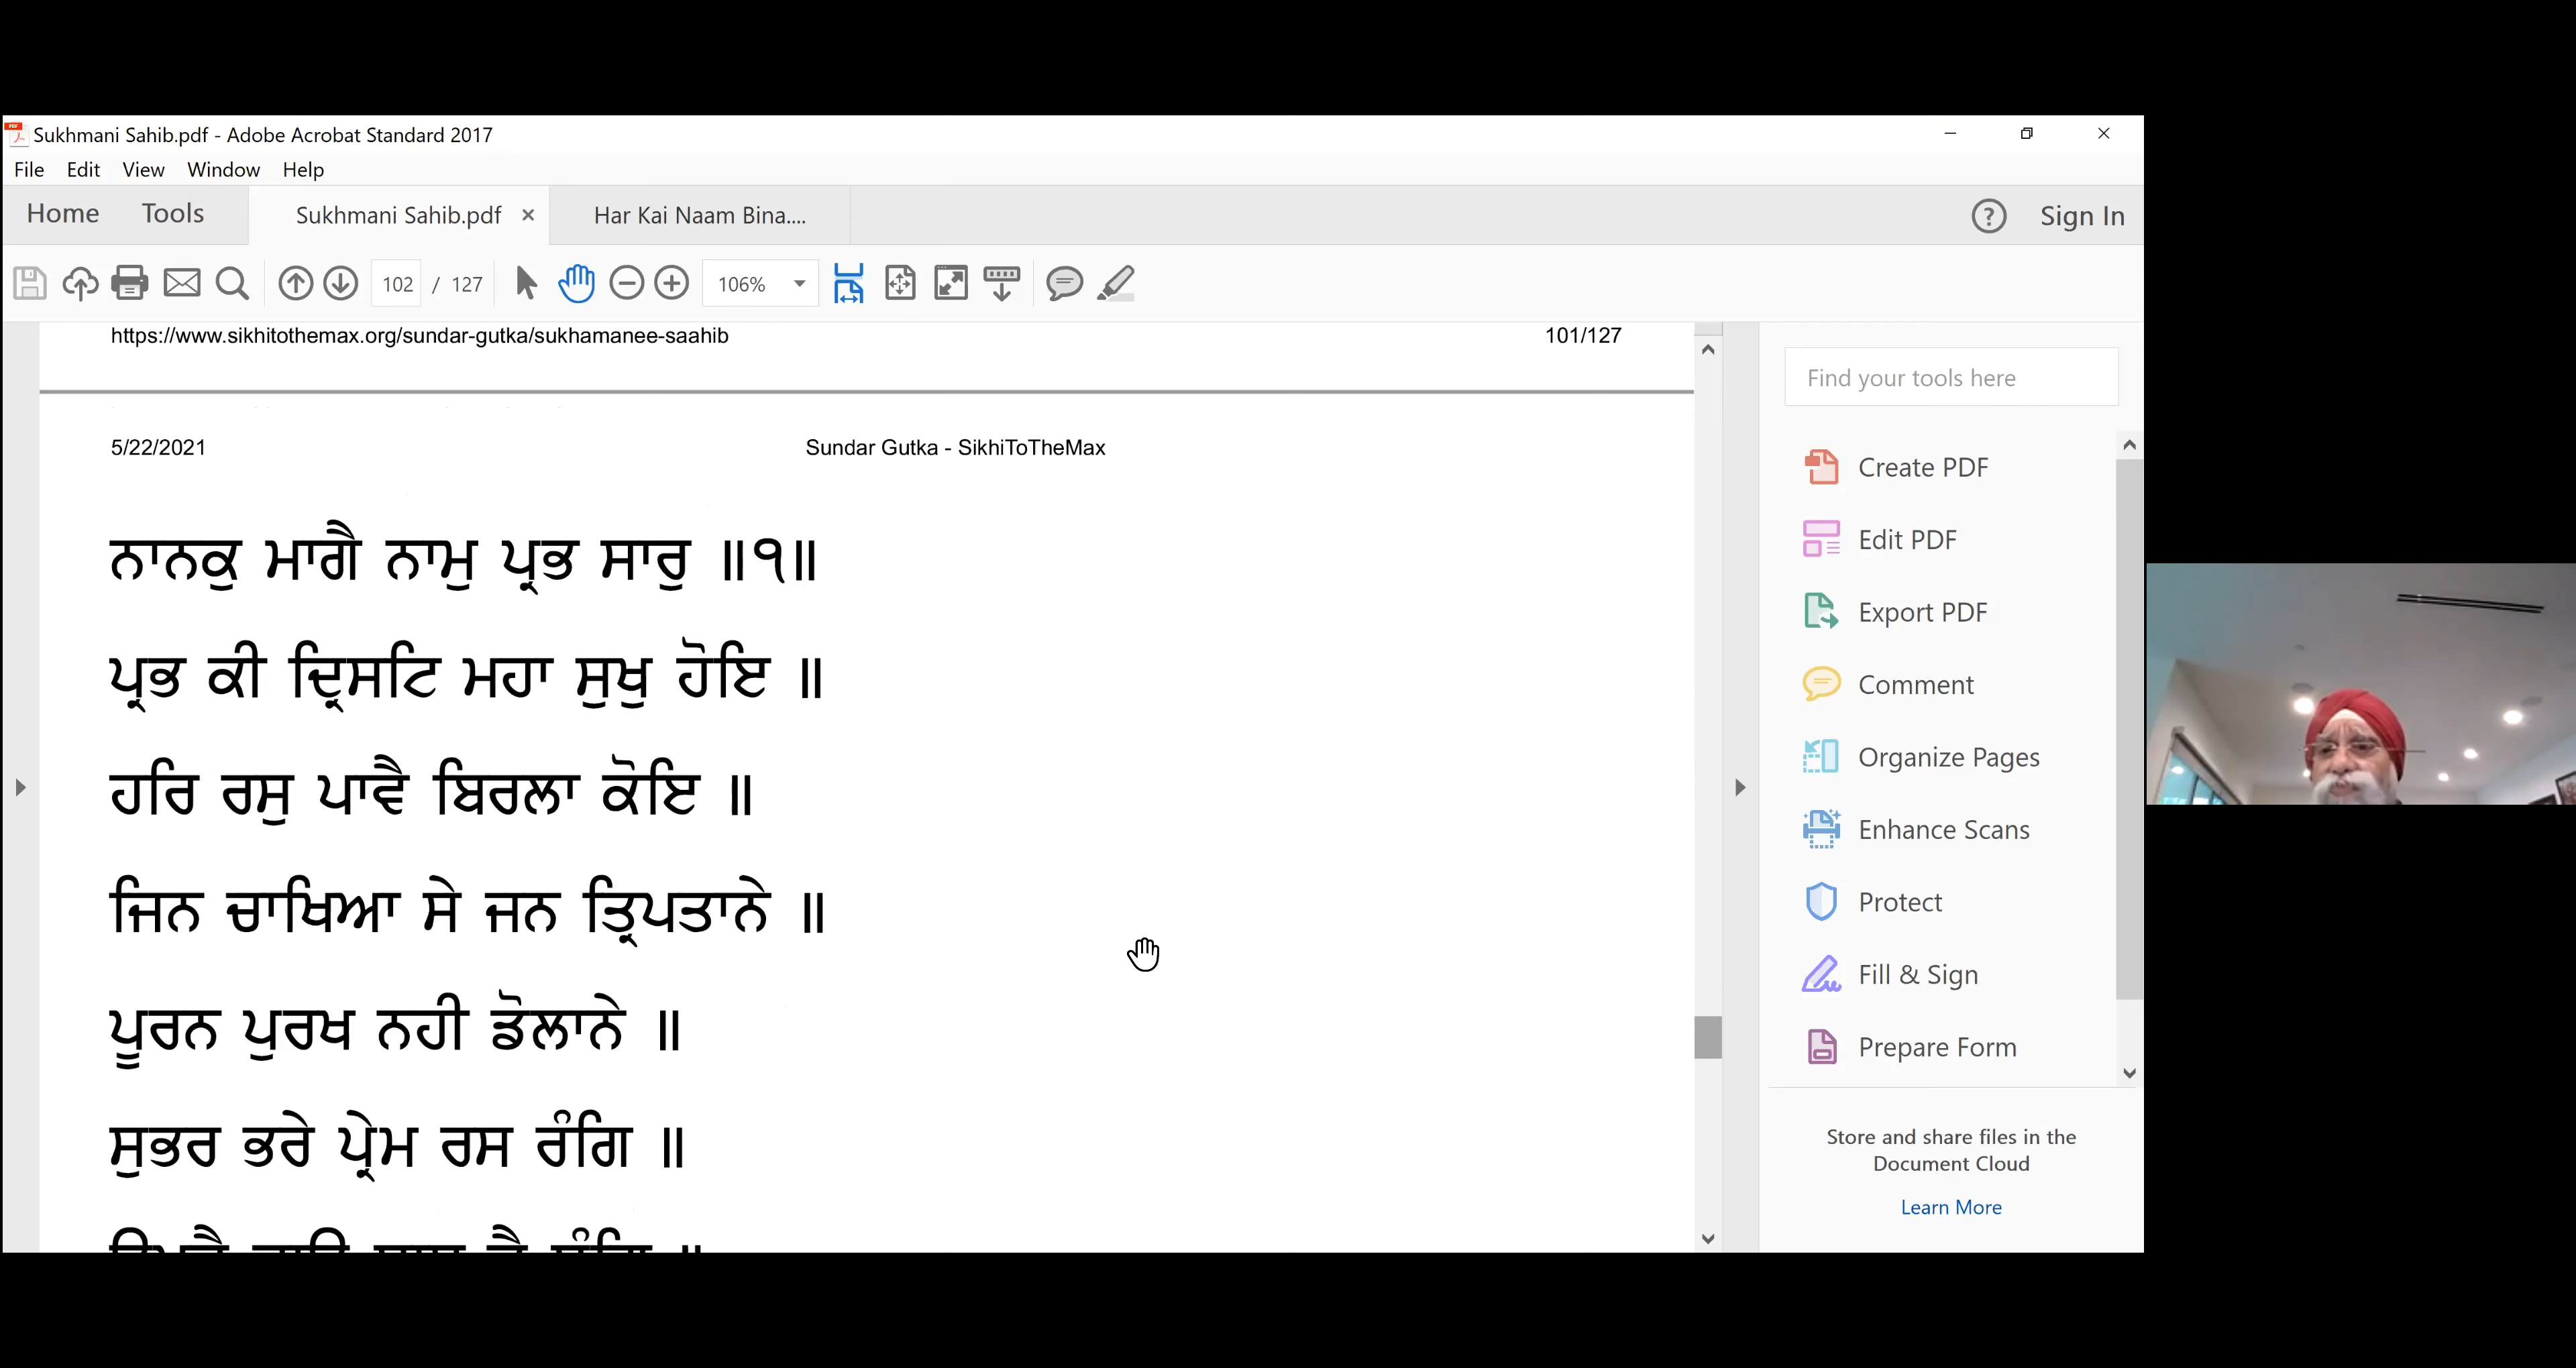 Sukhmani Sahib.pdf - Adobe Acrobat Standard 2017
File Edit View Window Help
Home Tools Sukhmani Sahib.pdf Har Kai Naam Bina.... Sign In
102 / 127 106%
https://www.sikhitothemax.org/sundar-gutka/sukhamanee-saahib 101/127
5/22/2021 Sundar Gutka - SikhiToTheMax
ਨਾਨਕੁ ਮਾਗੈ ਨਾਮੁ ਪ੍ਰਭ ਸਾਰੁ ॥੧॥
ਪ੍ਰਭ ਕੀ ਦ੍ਰਿਸਟਿ ਮਹਾ ਸੁਖੁ ਹੋਇ ॥
ਹਰਿ ਰਸੁ ਪਾਵੈ ਬਿਰਲਾ ਕੋਇ ॥
ਜਿਨ ਚਾਖਿਆ ਸੇ ਜਨ ਤ੍ਰਿਪਤਾਨੇ ॥
ਪੂਰਨ ਪੁਰਖ ਨਹੀ ਡੋਲਾਨੇ ॥
ਸੁਭਰ ਭਰੇ ਪ੍ਰੇਮ ਰਸ ਰੰਗਿ ॥
Find your tools here
Create PDF
Edit PDF
Export PDF
Comment
Organize Pages
Enhance Scans
Protect
Fill & Sign
Prepare Form
Store and share files in the
Document Cloud
Learn More